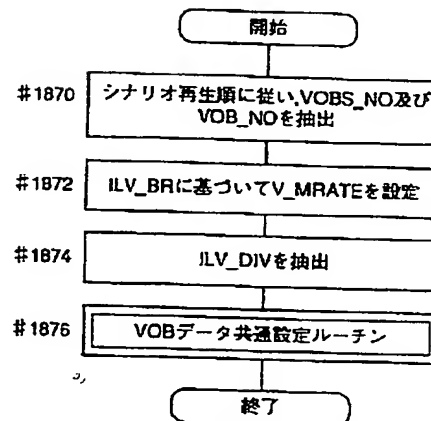 開始
#1870
シナリオ再生順に従い,VOBS_NO及び
VOB_NOを抽出
#1872
ILV_BRに基づいてV_MRATEを設定
#1874
ILV_DIVを抽出
#1876
VOBデータ共通設定ルーチン
終了